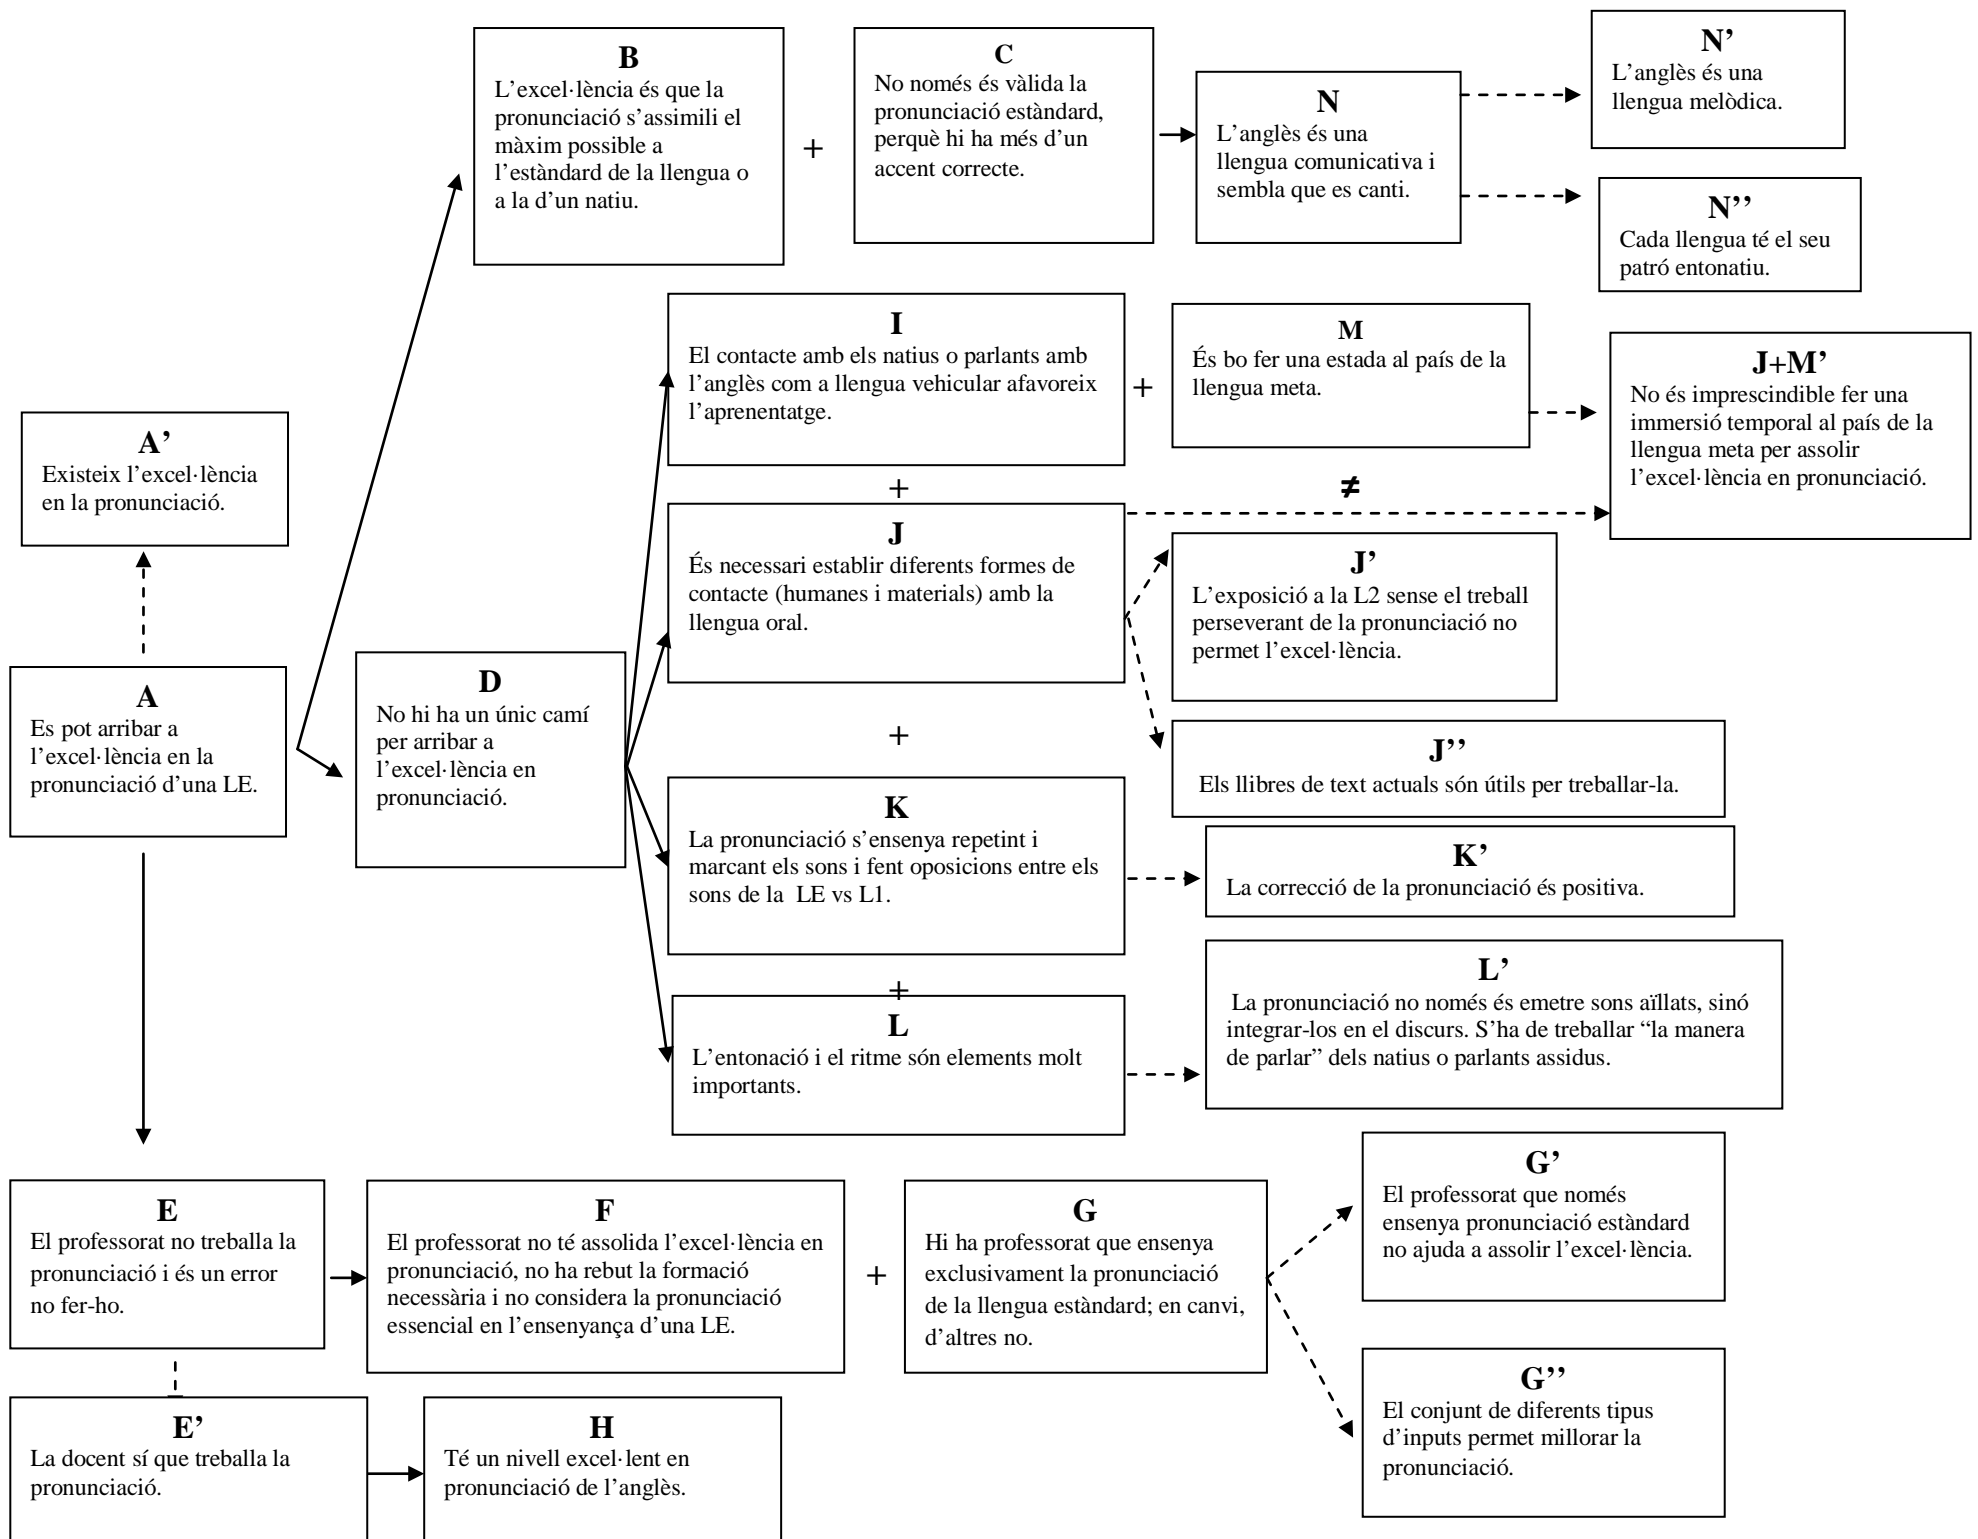 B
L’excel·lència és que la
pronunciació s’assimili el
màxim possible a
l’estàndard de la llengua o
a la d’un natiu.
+
C
No només és vàlida la
pronunciació estàndard,
perquè hi ha més d’un
accent correcte.
N
L’anglès és una
llengua comunicativa i
sembla que es canti.
N’
L’anglès és una
llengua melòdica.
N’’
Cada llengua té el seu
patró entonatiu.
I
El contacte amb els natius o parlants amb
l’anglès com a llengua vehicular afavoreix
l’aprenentatge.
+
M
És bo fer una estada al país de la
llengua meta.
J+M’
No és imprescindible fer una
immersió temporal al país de la
llengua meta per assolir
l’excel·lència en pronunciació.
A’
Existeix l’excel·lència
en la pronunciació.
+
≠
J
És necessari establir diferents formes de
contacte (humanes i materials) amb la
llengua oral.
J’
L’exposició a la L2 sense el treball
perseverant de la pronunciació no
permet l’excel·lència.
A
Es pot arribar a
l’excel·lència en la
pronunciació d’una LE.
D
No hi ha un únic camí
per arribar a
l’excel·lència en
pronunciació.
+
J’’
Els llibres de text actuals són útils per treballar-la.
K
La pronunciació s’ensenya repetint i
marcant els sons i fent oposicions entre els
sons de la  LE vs L1.
K’
La correcció de la pronunciació és positiva.
+
L
L’entonació i el ritme són elements molt
importants.
L’
La pronunciació no només és emetre sons aïllats, sinó
integrar-los en el discurs. S’ha de treballar “la manera
de parlar” dels natius o parlants assidus.
E
El professorat no treballa la
pronunciació i és un error
no fer-ho.
F
El professorat no té assolida l’excel·lència en
pronunciació, no ha rebut la formació
necessària i no considera la pronunciació
essencial en l’ensenyança d’una LE.
+
G
Hi ha professorat que ensenya
exclusivament la pronunciació
de la llengua estàndard; en canvi,
d’altres no.
G’
El professorat que només
ensenya pronunciació estàndard
no ajuda a assolir l’excel·lència.
G’’
El conjunt de diferents tipus
d’inputs permet millorar la
pronunciació.
E’
La docent sí que treballa la
pronunciació.
H
Té un nivell excel·lent en
pronunciació de l’anglès.